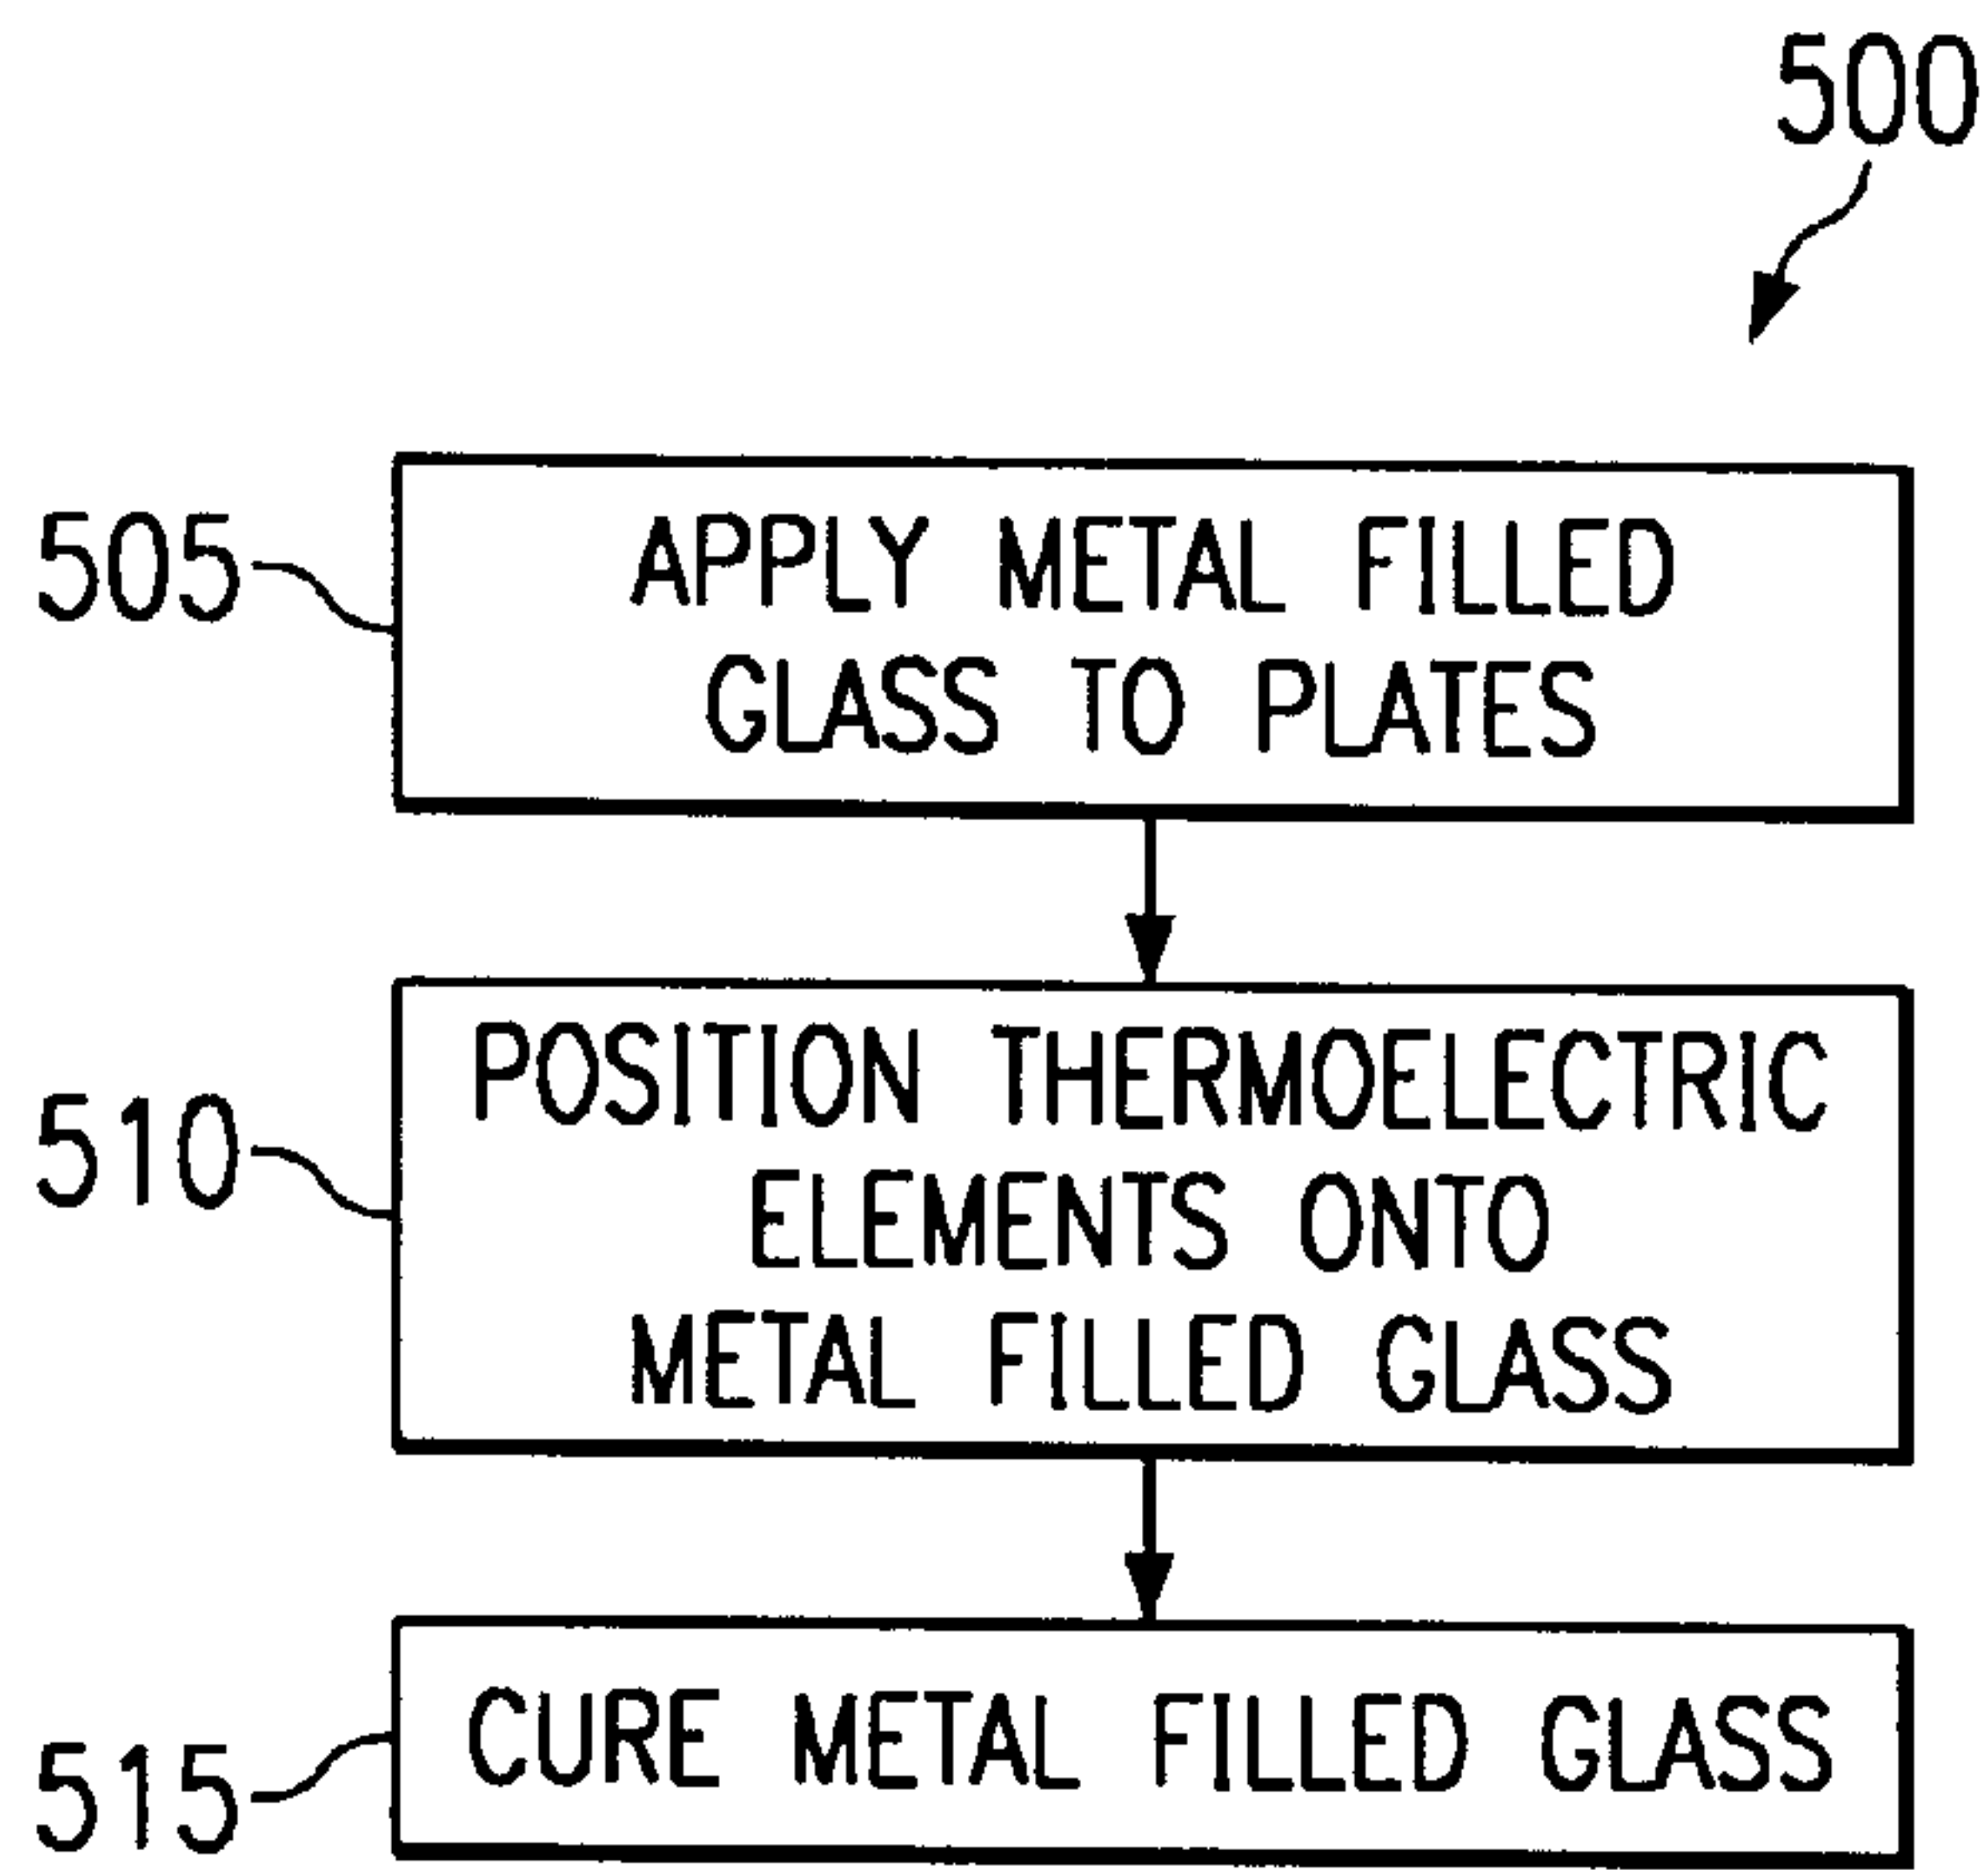 500
505
APPLY METAL FILLED
GLASS TO PLATES
510
POSITION THERMOELECTRIC
ELEMENTS ONTO
METAL FILLED GLASS
515
CURE METAL FILLED GLASS